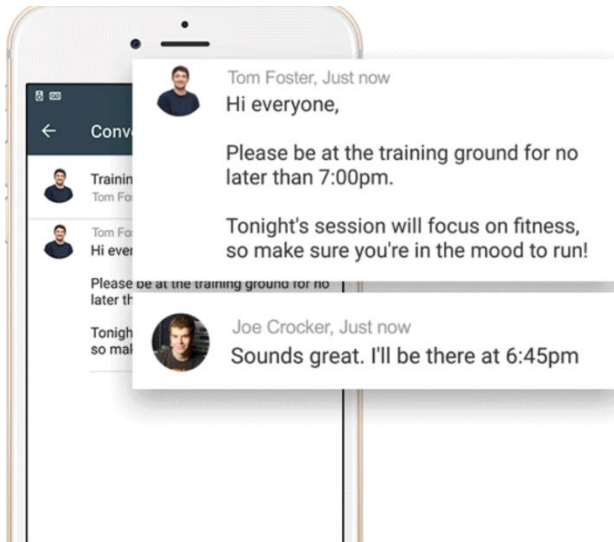 Conv
Trainin
Tom Fo
Tom Fo
Hi ever
Please be at the training ground for no
later th
Tonigh
so mak
Tom Foster, Just now
Hi everyone,
Please be at the training ground for no
later than 7:00pm.
Tonight's session will focus on fitness,
so make sure you're in the mood to run!
Joe Crocker, Just now
Sounds great. I'll be there at 6:45pm